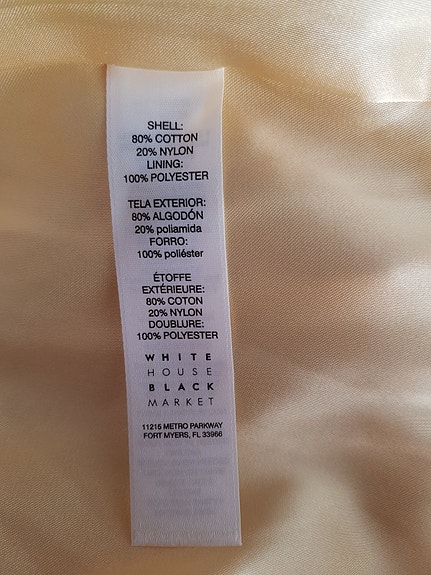 SHELL:
80% COTTON
20% NYLON
LINING:
100% POLYESTER
TELA EXTERIOR:
80% ALGODÓN
20% poliamida
FORRO:
100% poliéster
ÉTOFFE
EXTÉRIEURE:
80% COTON
20% NYLON
DOUBLURE:
100% POLYESTER
WHITE
HOUSE
BLACK
MARKET
11215 METRO PARKWAY
FORT MYERS, FL 33966